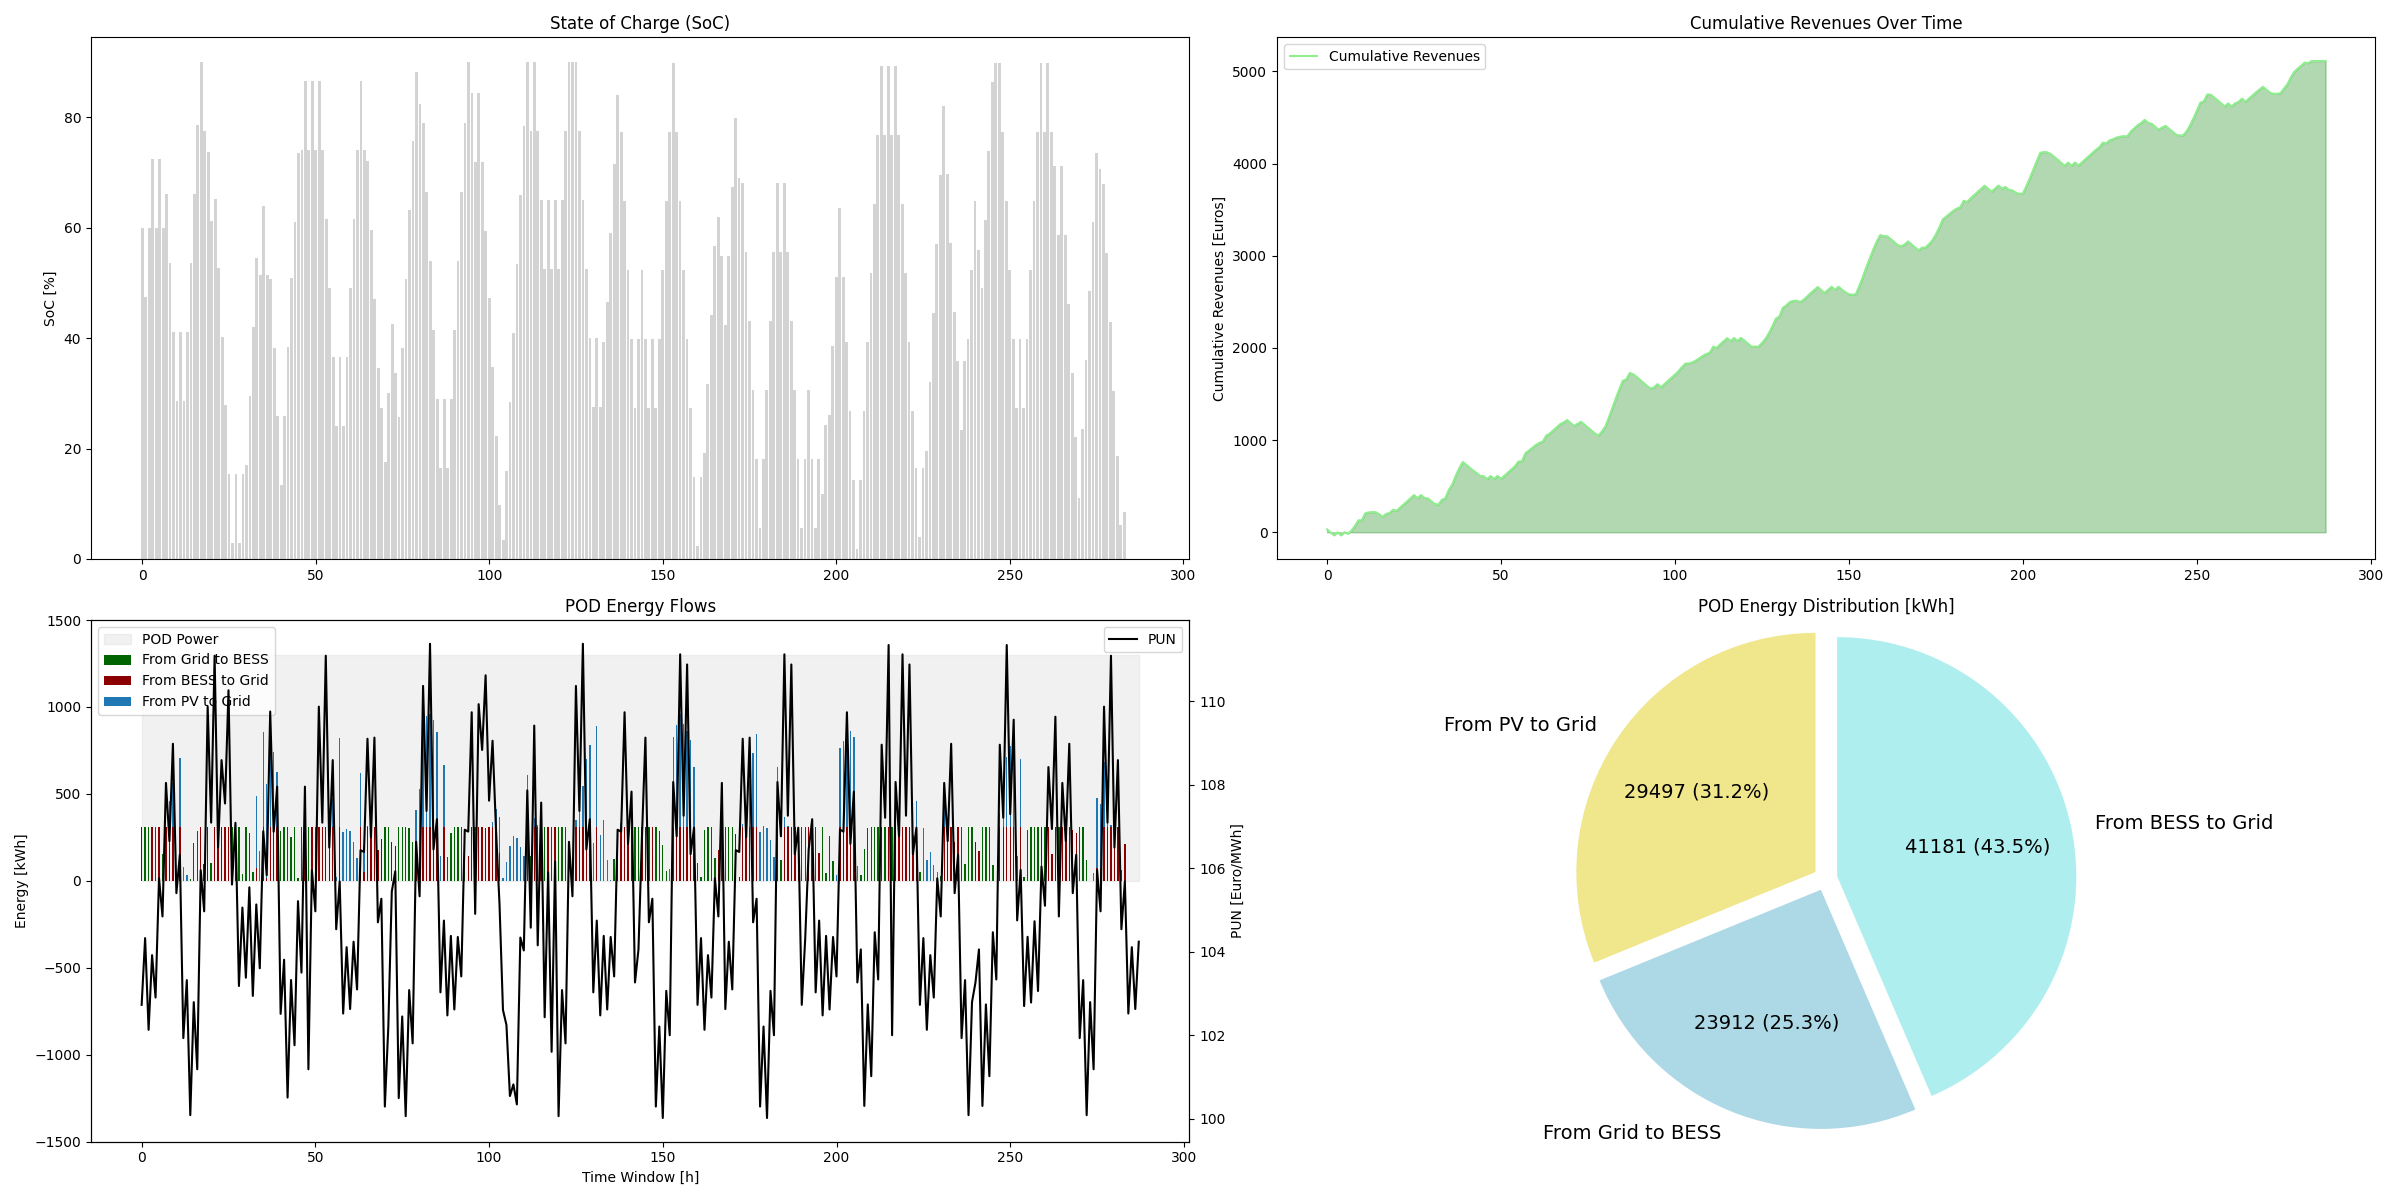 State of Charge (SoC)
SoC [%]
80
60
40
20
0
0 50 100 150 200 250 300
Cumulative Revenues Over Time
Cumulative Revenues
Cumulative Revenues [Euros]
5000
4000
3000
2000
1000
0
0 50 100 150 200 250 300
POD Energy Flows
POD Power
From Grid to BESS
From BESS to Grid
From PV to Grid
PUN
Energy [kWh]
1500
1000
500
0
−500
−1000
−1500
0 50 100 150 200 250 300
Time Window [h]
110
108
106
104
102
100
PUN [Euro/MWh]
POD Energy Distribution [kWh]
From PV to Grid
29497 (31.2%)
From BESS to Grid
41181 (43.5%)
23912 (25.3%)
From Grid to BESS